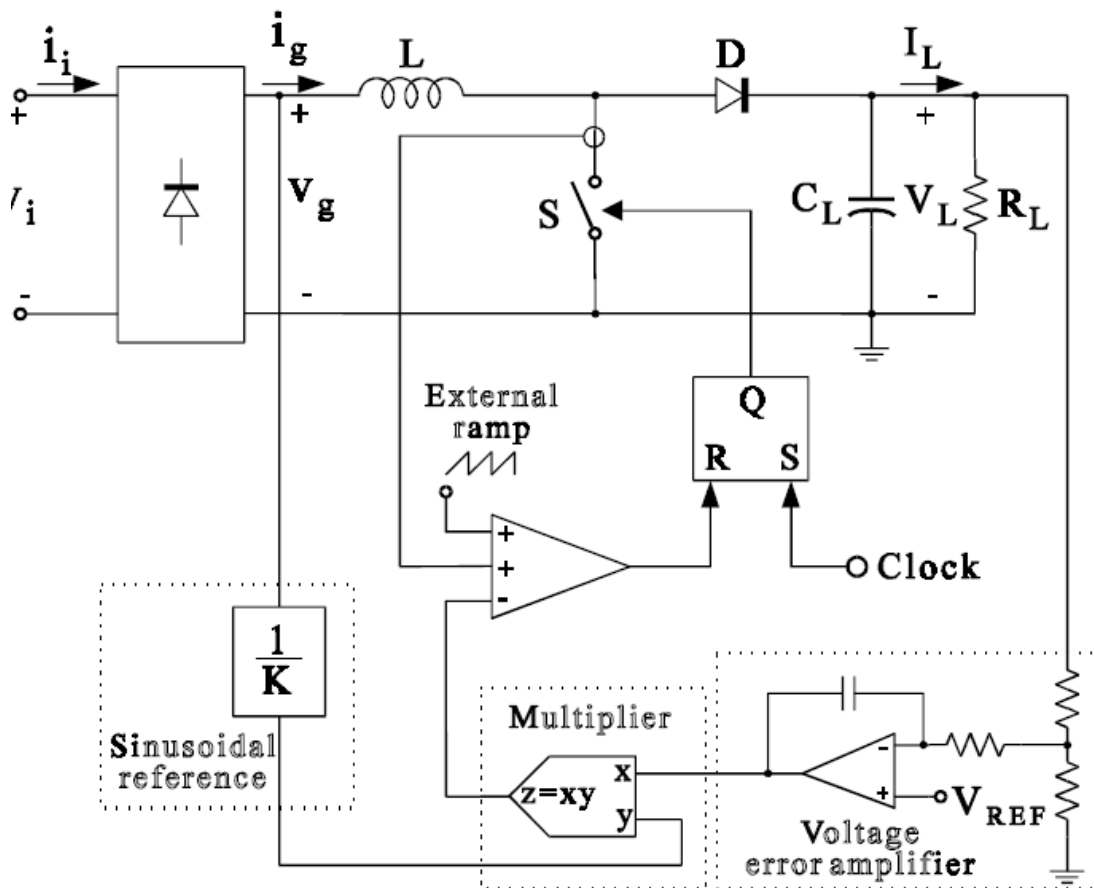 i_i
i_g
L
D
I_L
+
+
+
v_i
v_g
S
C_L
V_L
R_L
-
-
-
External
ramp
Q
R S
+
+
-
Clock
1
K
Sinusoidal
reference
Multiplier
z=xy
x
y
-
+
V_REF
Voltage
error amplifier